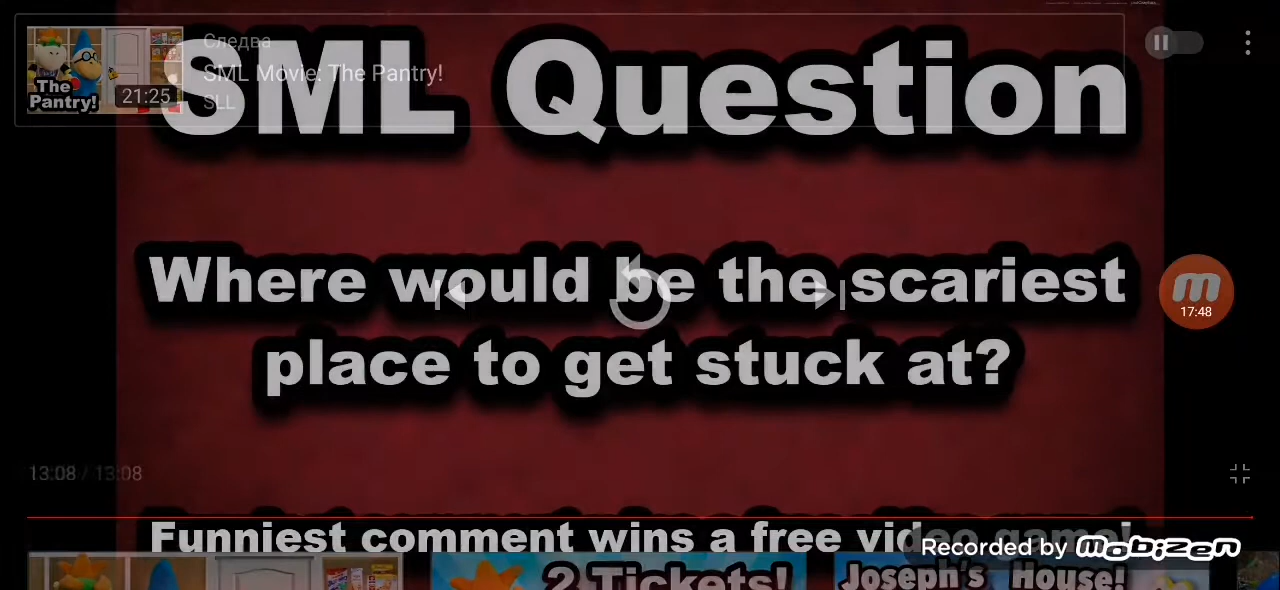 Следва
SML Movie: The Pantry!
SLL
The
Pantry!
21:25
SML Question
Where would be the scariest
place to get stuck at?
17:48
13:08 / 13:08
Funniest comment wins a free video game!
Recorded by mobizen
2 Tickets!
Joseph's House!